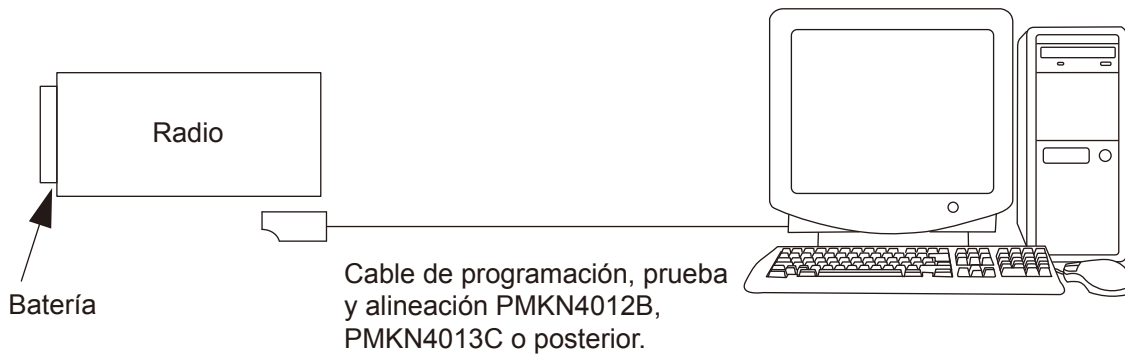 Radio
Batería
Cable de programación, prueba
y alineación PMKN4012B,
PMKN4013C o posterior.